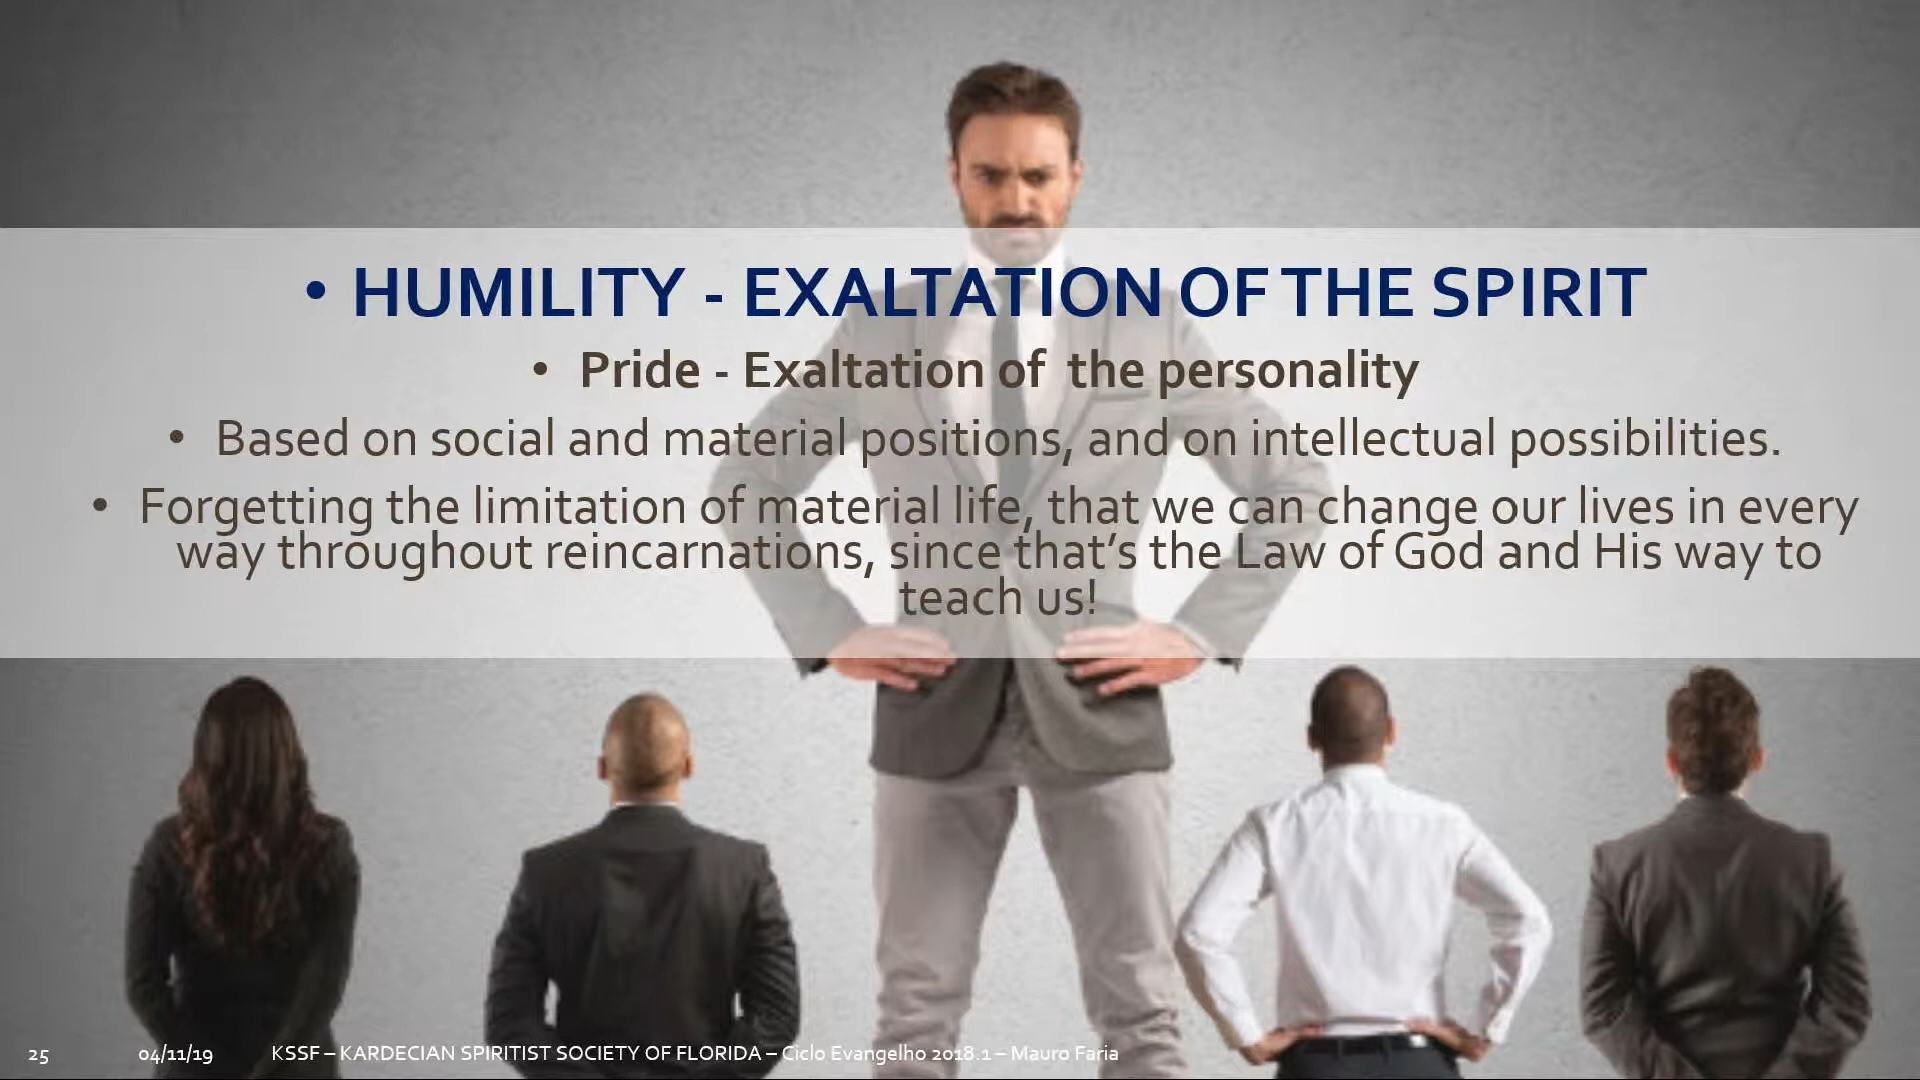 • HUMILITY - EXALTATION OF THE SPIRIT
• Pride - Exaltation of the personality
• Based on social and material positions, and on intellectual possibilities.
• Forgetting the limitation of material life, that we can change our lives in every
way throughout reincarnations, since that's the Law of God and His way to
teach us!
25 04/11/19 KSSF – KARDECIAN SPIRITIST SOCIETY OF FLORIDA – Ciclo Evangelho 2018.1 – Mauro Faria